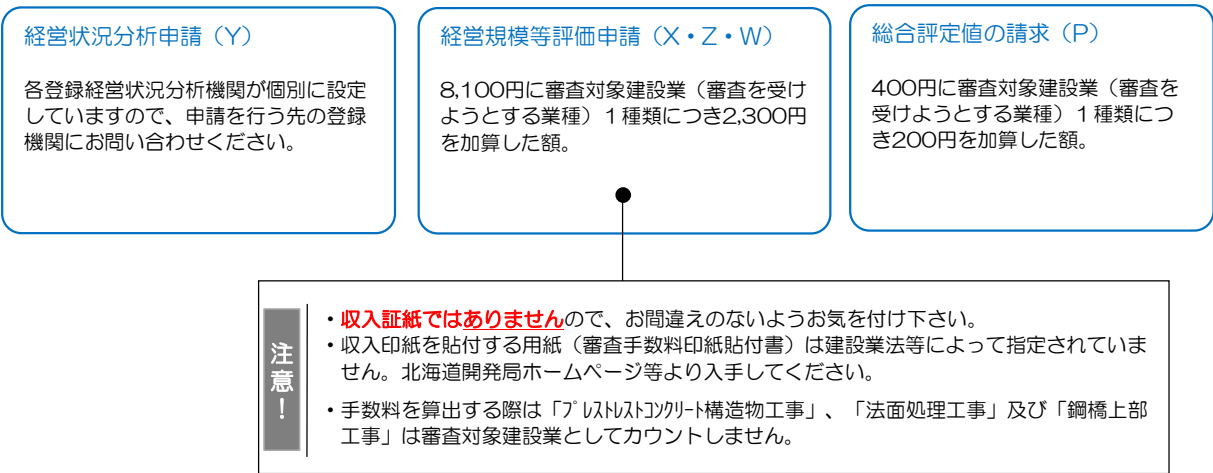 経営状況分析申請（Y）
各登録経営状況分析機関が個別に設定
していますので、申請を行う先の登録
機関にお問い合わせください。
経営規模等評価申請（X・Z・W）
8,100円に審査対象建設業（審査を受け
ようとする業種）１種類につき2,300円
を加算した額。
総合評定値の請求（P）
400円に審査対象建設業（審査を
受けようとする業種）１種類につ
き200円を加算した額。
注意！
・収入証紙ではありませんので、お間違えのないようお気を付け下さい。
・収入印紙を貼付する用紙（審査手数料印紙貼付書）は建設業法等によって指定されていま
せん。北海道開発局ホームページ等より入手してください。
・手数料を算出する際は「ﾌﾟﾚｽﾄﾚｽﾄｺﾝｸﾘｰﾄ構造物工事」、「法面処理工事」及び「鋼橋上部
工事」は審査対象建設業としてカウントしません。